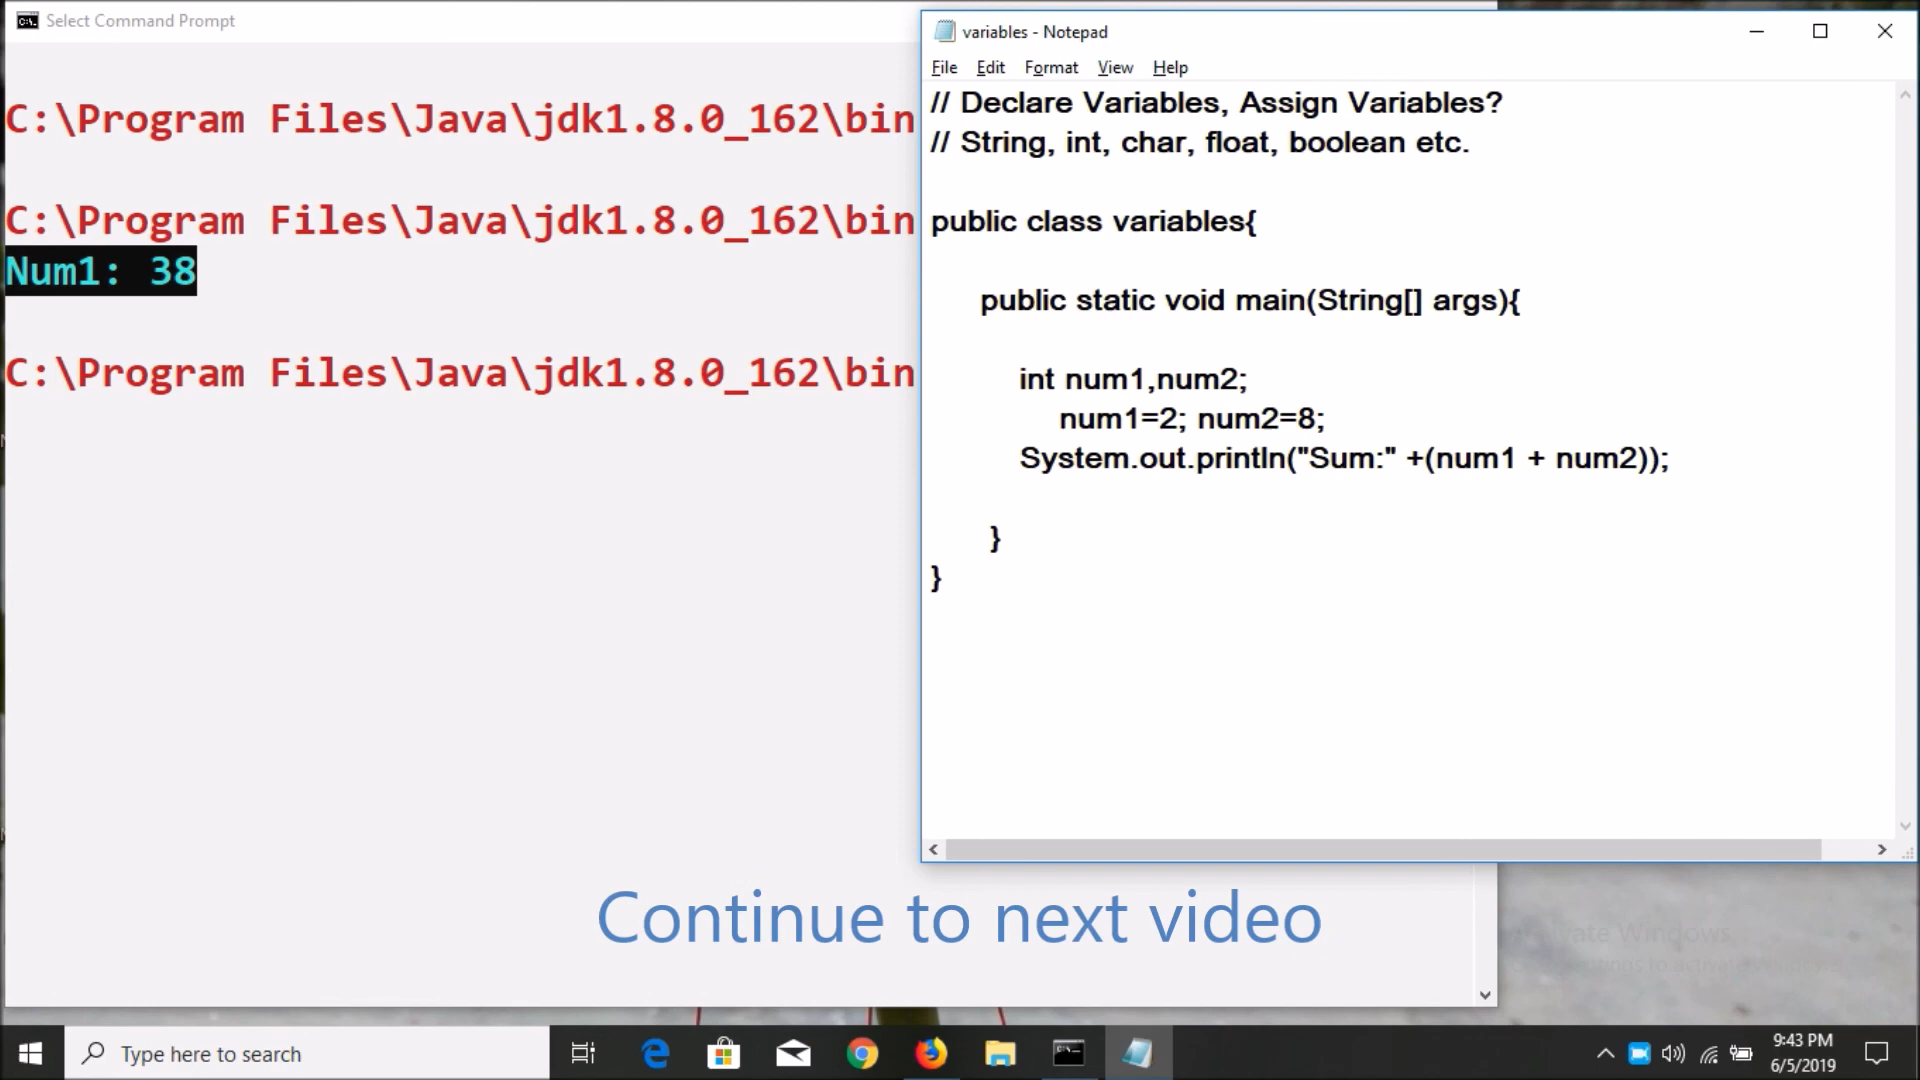 Select Command Prompt
C:\Program Files\Java\jdk1.8.0_162\bin
C:\Program Files\Java\jdk1.8.0_162\bin
Num1: 38
C:\Program Files\Java\jdk1.8.0_162\bin
variables - Notepad
File Edit Format View Help
// Declare Variables, Assign Variables?
// String, int, char, float, boolean etc.
public class variables{
public static void main(String[] args){
int num1,num2;
num1=2; num2=8;
System.out.println("Sum:" +(num1 + num2));
}
}
Continue to next video
Type here to search
9:43 PM
6/5/2019